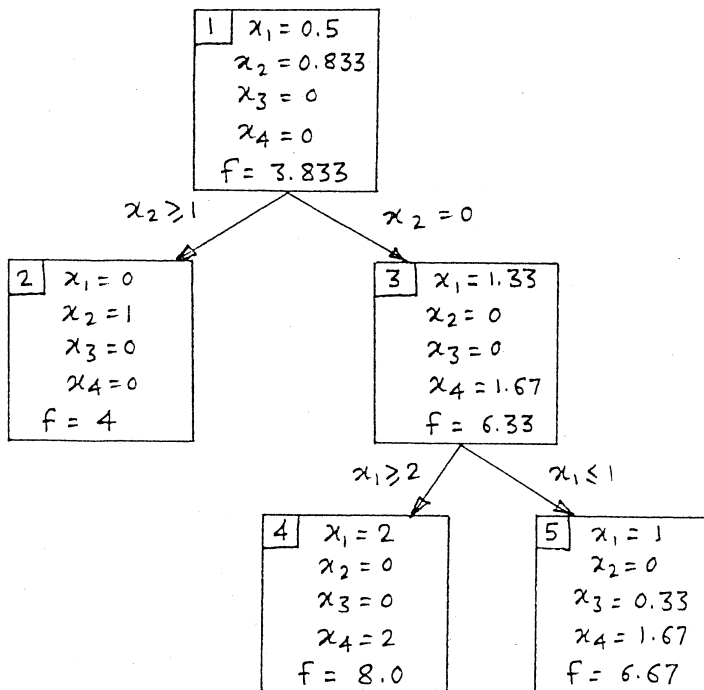 1 x₁ = 0.5
x₂ = 0.833
x₃ = 0
x₄ = 0
f = 3.833
x₂ ⩾ 1
x₂ = 0
2 x₁ = 0
x₂ = 1
x₃ = 0
x₄ = 0
f = 4
3 x₁ = 1.33
x₂ = 0
x₃ = 0
x₄ = 1.67
f = 6.33
x₁ ⩾ 2
x₁ ≤ 1
4 x₁ = 2
x₂ = 0
x₃ = 0
x₄ = 2
f = 8.0
5 x₁ = 1
x₂ = 0
x₃ = 0.33
x₄ = 1.67
f = 6.67